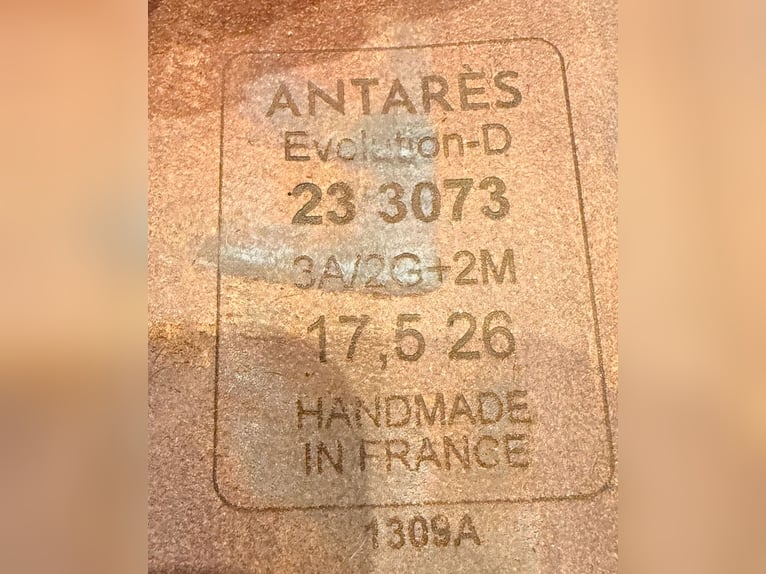 ANTARÈS
Evolution-D
23 3073
3A/2G+2M
17,5 26
HANDMADE
IN FRANCE
1309A